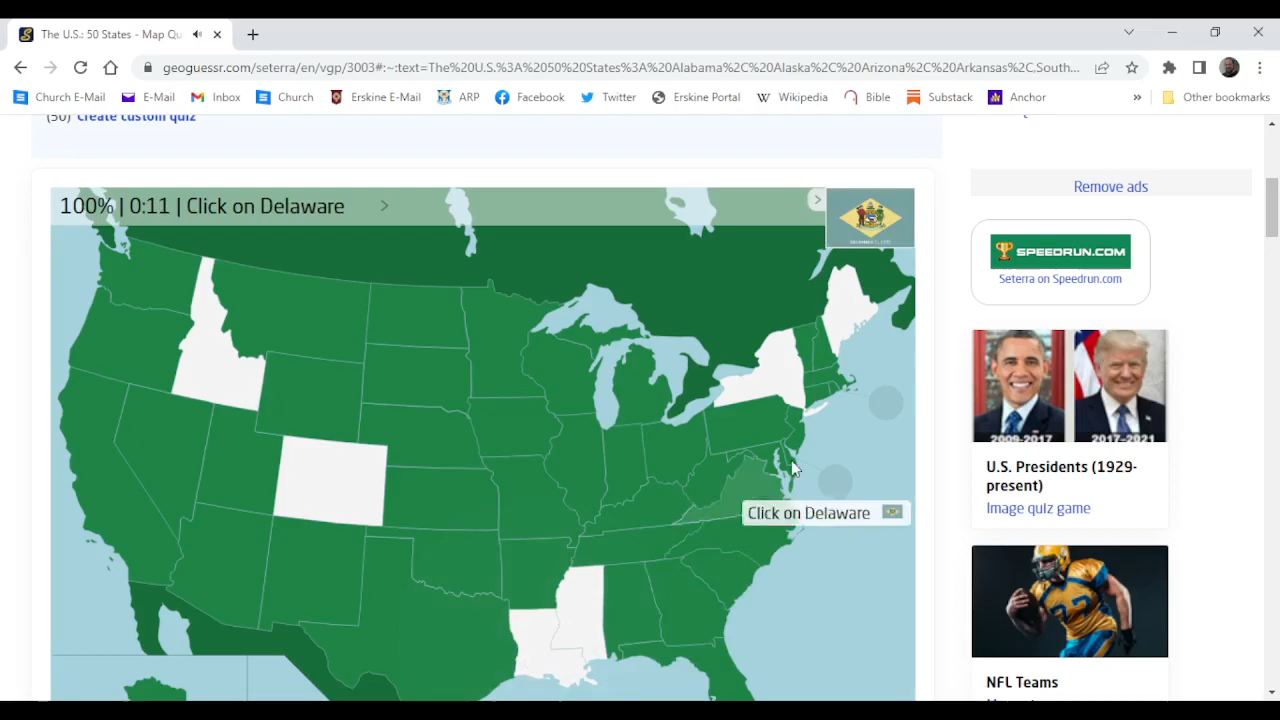 The U.S.: 50 States - Map Qu
geoguessr.com/seterra/en/vgp/3003#:~:text=The%20U.S.%3A%2050%20States%3A%20Alabama%2C%20Alaska%2C%20Arizona%2C%20Arkansas%2C,South...
Church E-Mail E-Mail Inbox Church Erskine E-Mail ARP Facebook Twitter Erskine Portal Wikipedia Bible Substack Anchor » Other bookmarks
(50) Create custom quiz
100% | 0:11 | Click on Delaware
Click on Delaware
Remove ads
SPEEDRUN.COM
Seterra on Speedrun.com
2009-2017 2017-2021
U.S. Presidents (1929-
present)
Image quiz game
NFL Teams